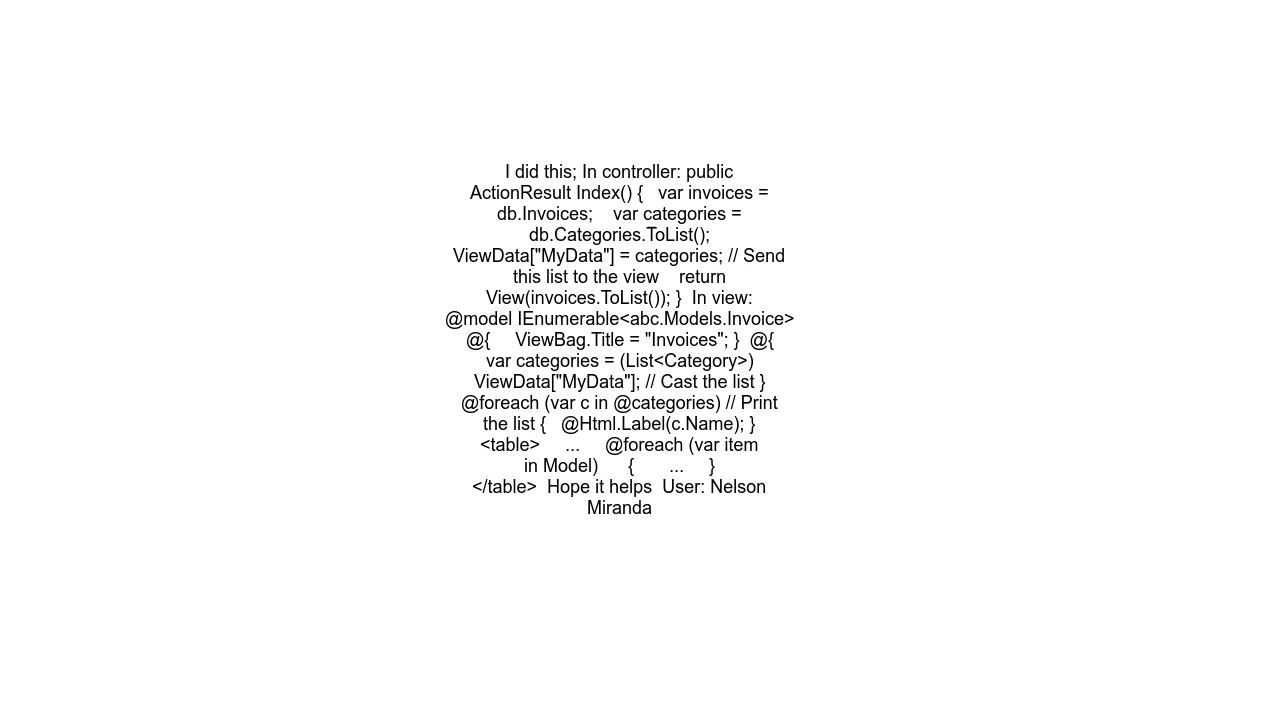 I did this; In controller: public
ActionResult Index() {   var invoices =
db.Invoices;    var categories =
db.Categories.ToList();
ViewData["MyData"] = categories; // Send
this list to the view    return
View(invoices.ToList()); }  In view:
@model IEnumerable<abc.Models.Invoice>
@{     ViewBag.Title = "Invoices"; }  @{
var categories = (List<Category>)
ViewData["MyData"]; // Cast the list }
@foreach (var c in @categories) // Print
the list {   @Html.Label(c.Name); }
<table>     ...     @foreach (var item
in Model)      {       ...     }
</table>  Hope it helps  User: Nelson
Miranda